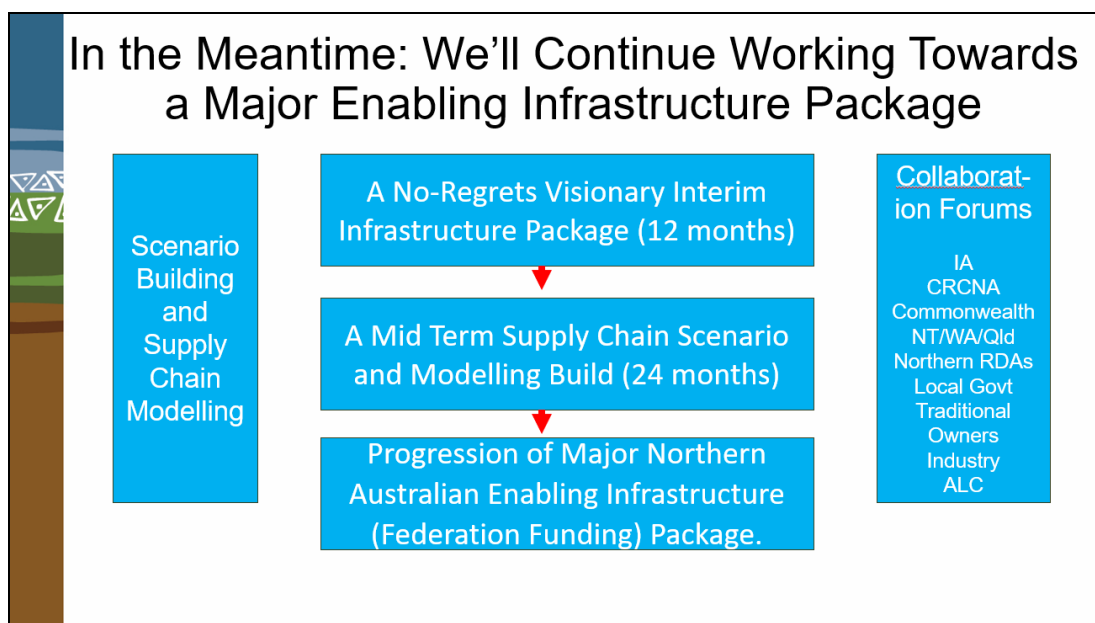 In the Meantime: We'll Continue Working Towards
a Major Enabling Infrastructure Package
Scenario
Building
and
Supply
Chain
Modelling
A No-Regrets Visionary Interim
Infrastructure Package (12 months)
A Mid Term Supply Chain Scenario
and Modelling Build (24 months)
Progression of Major Northern
Australian Enabling Infrastructure
(Federation Funding) Package.
Collaborat-
ion Forums
IA
CRCNA
Commonwealth
NT/WA/Qld
Northern RDAs
Local Govt
Traditional
Owners
Industry
ALC